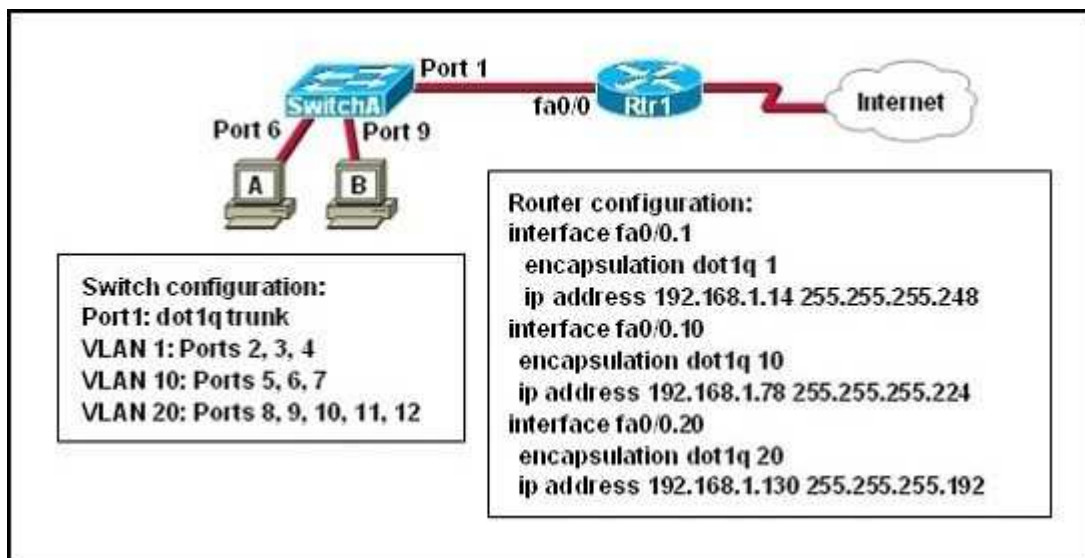 Port 1
SwitchA
fa0/0
Rtr1
Internet
Port 6
Port 9
A
B
Switch configuration:
Port1: dot1q trunk
VLAN 1: Ports 2, 3, 4
VLAN 10: Ports 5, 6, 7
VLAN 20: Ports 8, 9, 10, 11, 12
Router configuration:
interface fa0/0.1
encapsulation dot1q 1
ip address 192.168.1.14 255.255.255.248
interface fa0/0.10
encapsulation dot1q 10
ip address 192.168.1.78 255.255.255.224
interface fa0/0.20
encapsulation dot1q 20
ip address 192.168.1.130 255.255.255.192